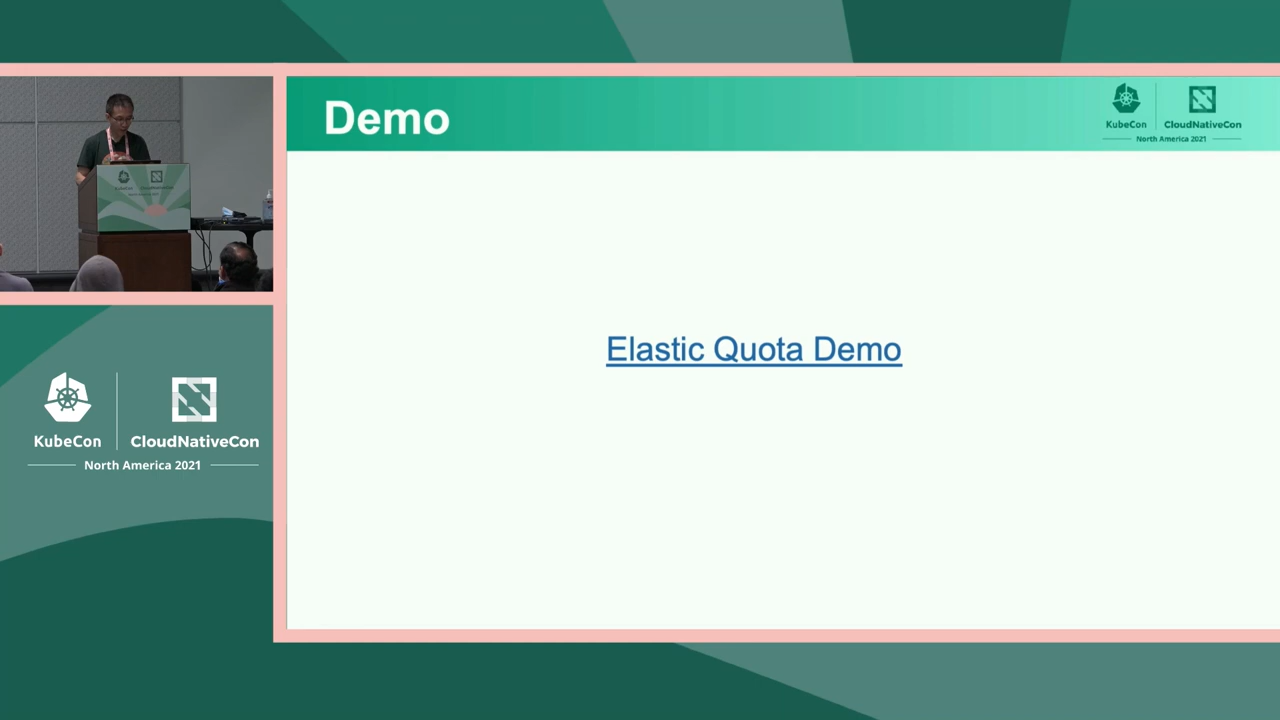 Demo
KubeCon
CloudNativeCon
North America 2021
Elastic Quota Demo
KubeCon
CloudNativeCon
North America 2021